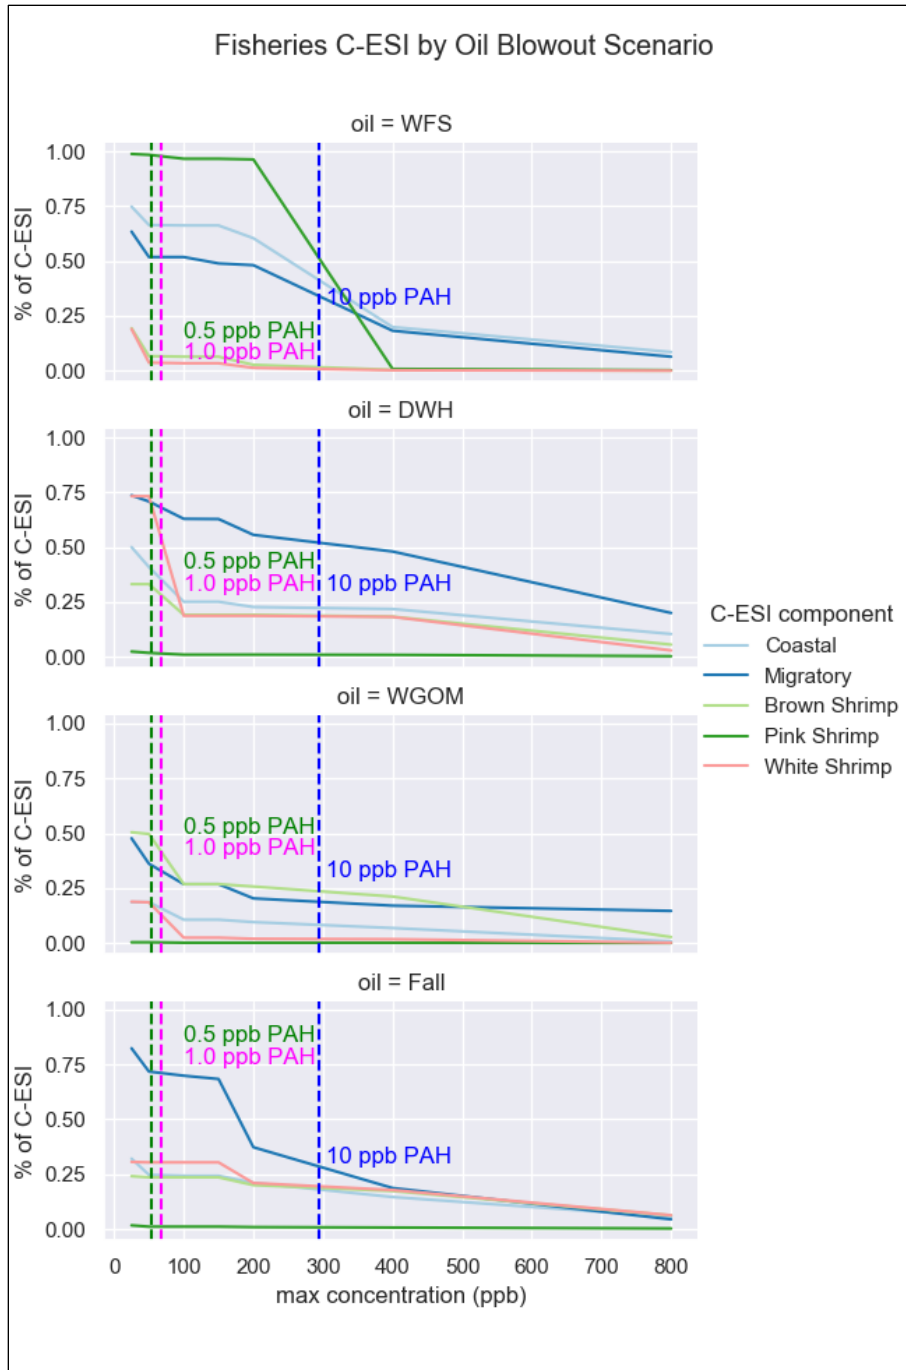 Fisheries C-ESI by Oil Blowout Scenario
oil = WFS
1.00
0.75
0.50
0.25
0.00
% of C-ESI
10 ppb PAH
0.5 ppb PAH
1.0 ppb PAH
oil = DWH
1.00
0.75
0.50
0.25
0.00
% of C-ESI
0.5 ppb PAH
1.0 ppb PAH
10 ppb PAH
C-ESI component
Coastal
Migratory
Brown Shrimp
Pink Shrimp
White Shrimp
oil = WGOM
1.00
0.75
0.50
0.25
0.00
% of C-ESI
0.5 ppb PAH
1.0 ppb PAH
10 ppb PAH
oil = Fall
1.00
0.75
0.50
0.25
0.00
% of C-ESI
0.5 ppb PAH
1.0 ppb PAH
10 ppb PAH
0 100 200 300 400 500 600 700 800
max concentration (ppb)